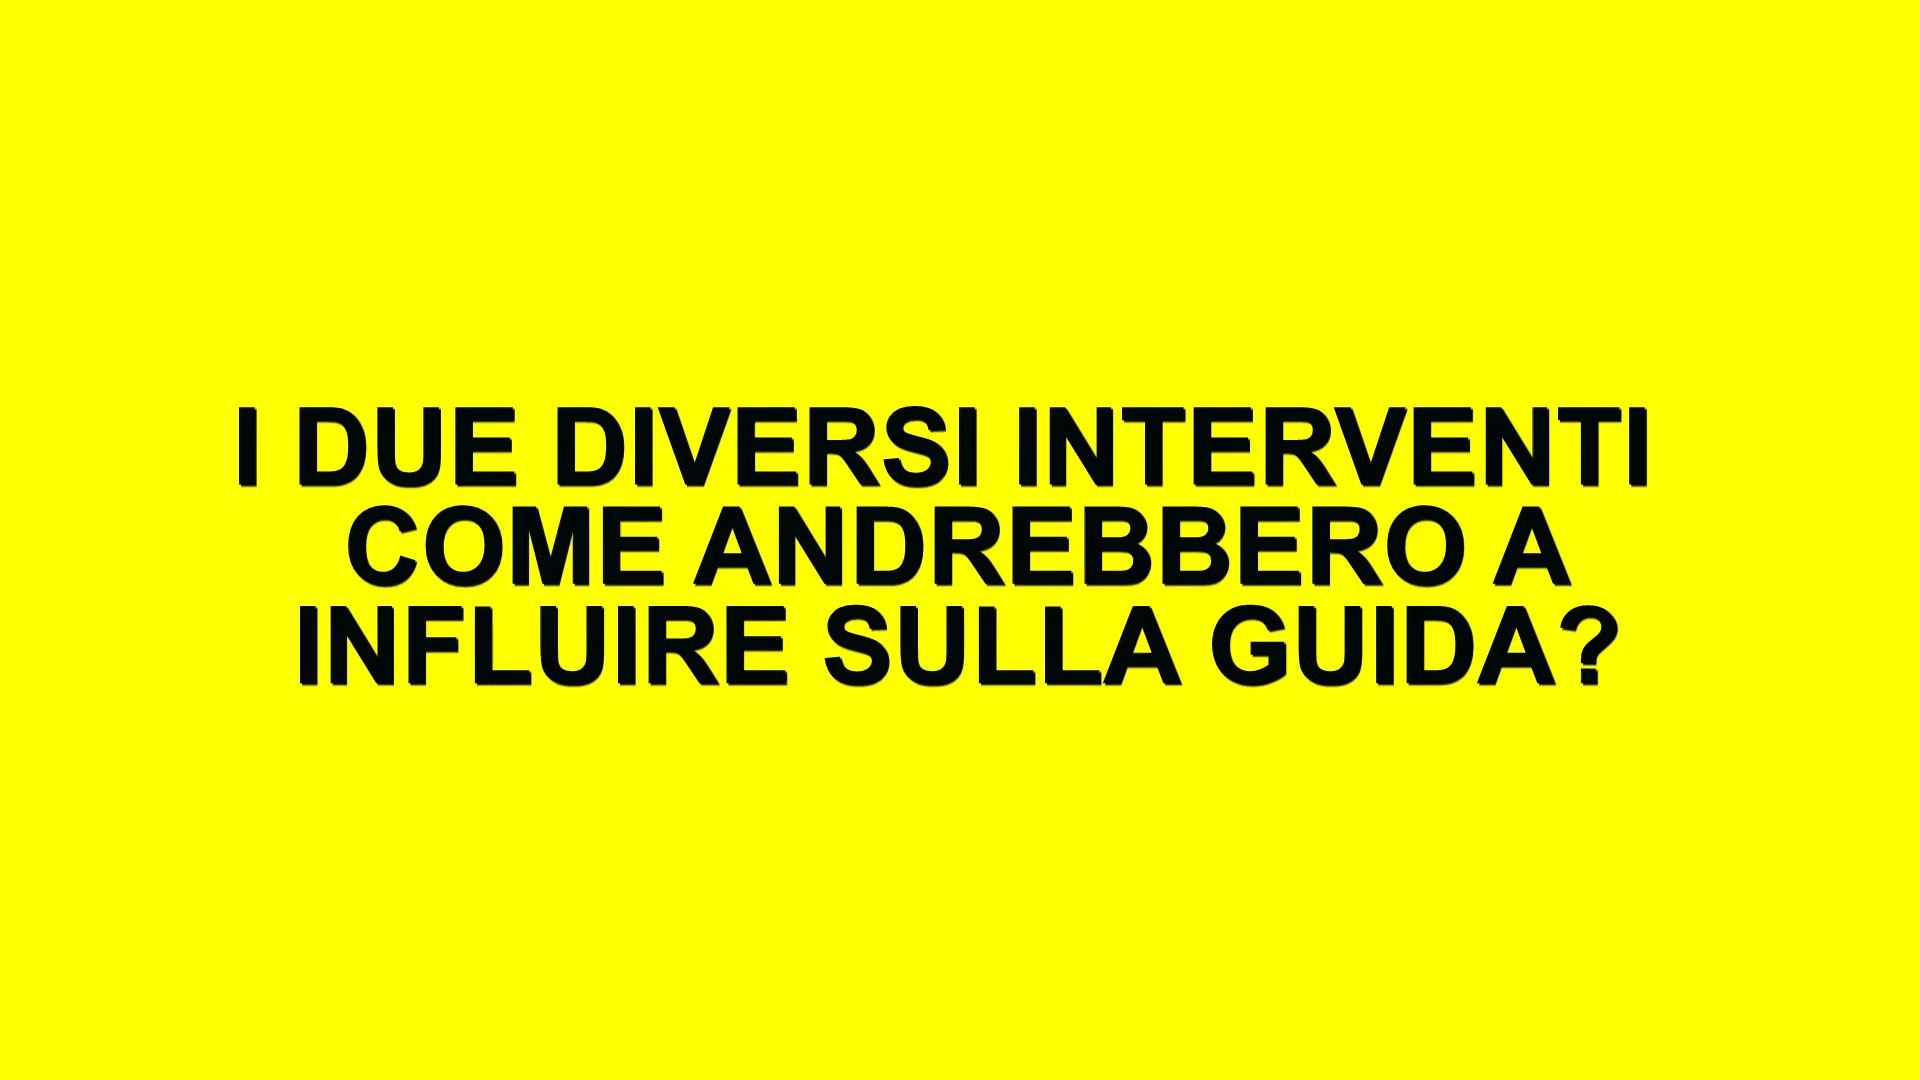 I DUE DIVERSI INTERVENTI
COME ANDREBBERO A
INFLUIRE SULLA GUIDA?